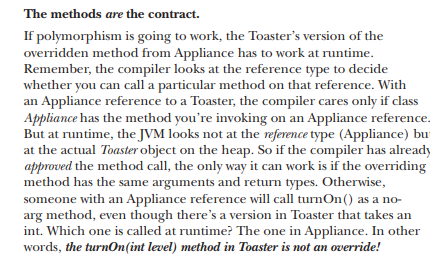 The methods are the contract.
If polymorphism is going to work, the Toaster's version of the
overridden method from Appliance has to work at runtime.
Remember, the compiler looks at the reference type to decide
whether you can call a particular method on that reference. With
an Appliance reference to a Toaster, the compiler cares only if class
Appliance has the method you're invoking on an Appliance reference.
But at runtime, the JVM looks not at the reference type (Appliance) bu
at the actual Toaster object on the heap. So if the compiler has already
approved the method call, the only way it can work is if the overriding
method has the same arguments and return types. Otherwise,
someone with an Appliance reference will call turnOn() as a no-
arg method, even though there's a version in Toaster that takes an
int. Which one is called at runtime? The one in Appliance. In other
words, the turnOn(int level) method in Toaster is not an override!